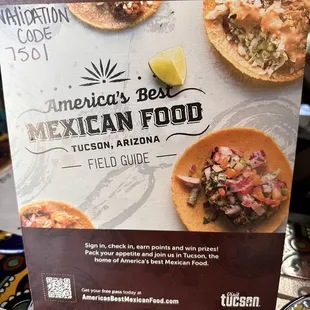 VALIDATION
CODE
7501
America's Best
MEXICAN FOOD
TUCSON, ARIZONA
FIELD GUIDE
Sign in, check in, earn points and win prizes!
Pack your appetite and join us in Tucson, the
home of America's best Mexican Food.
Get your free pass today at
AmericasBestMexicanFood.com
Visit
tucson